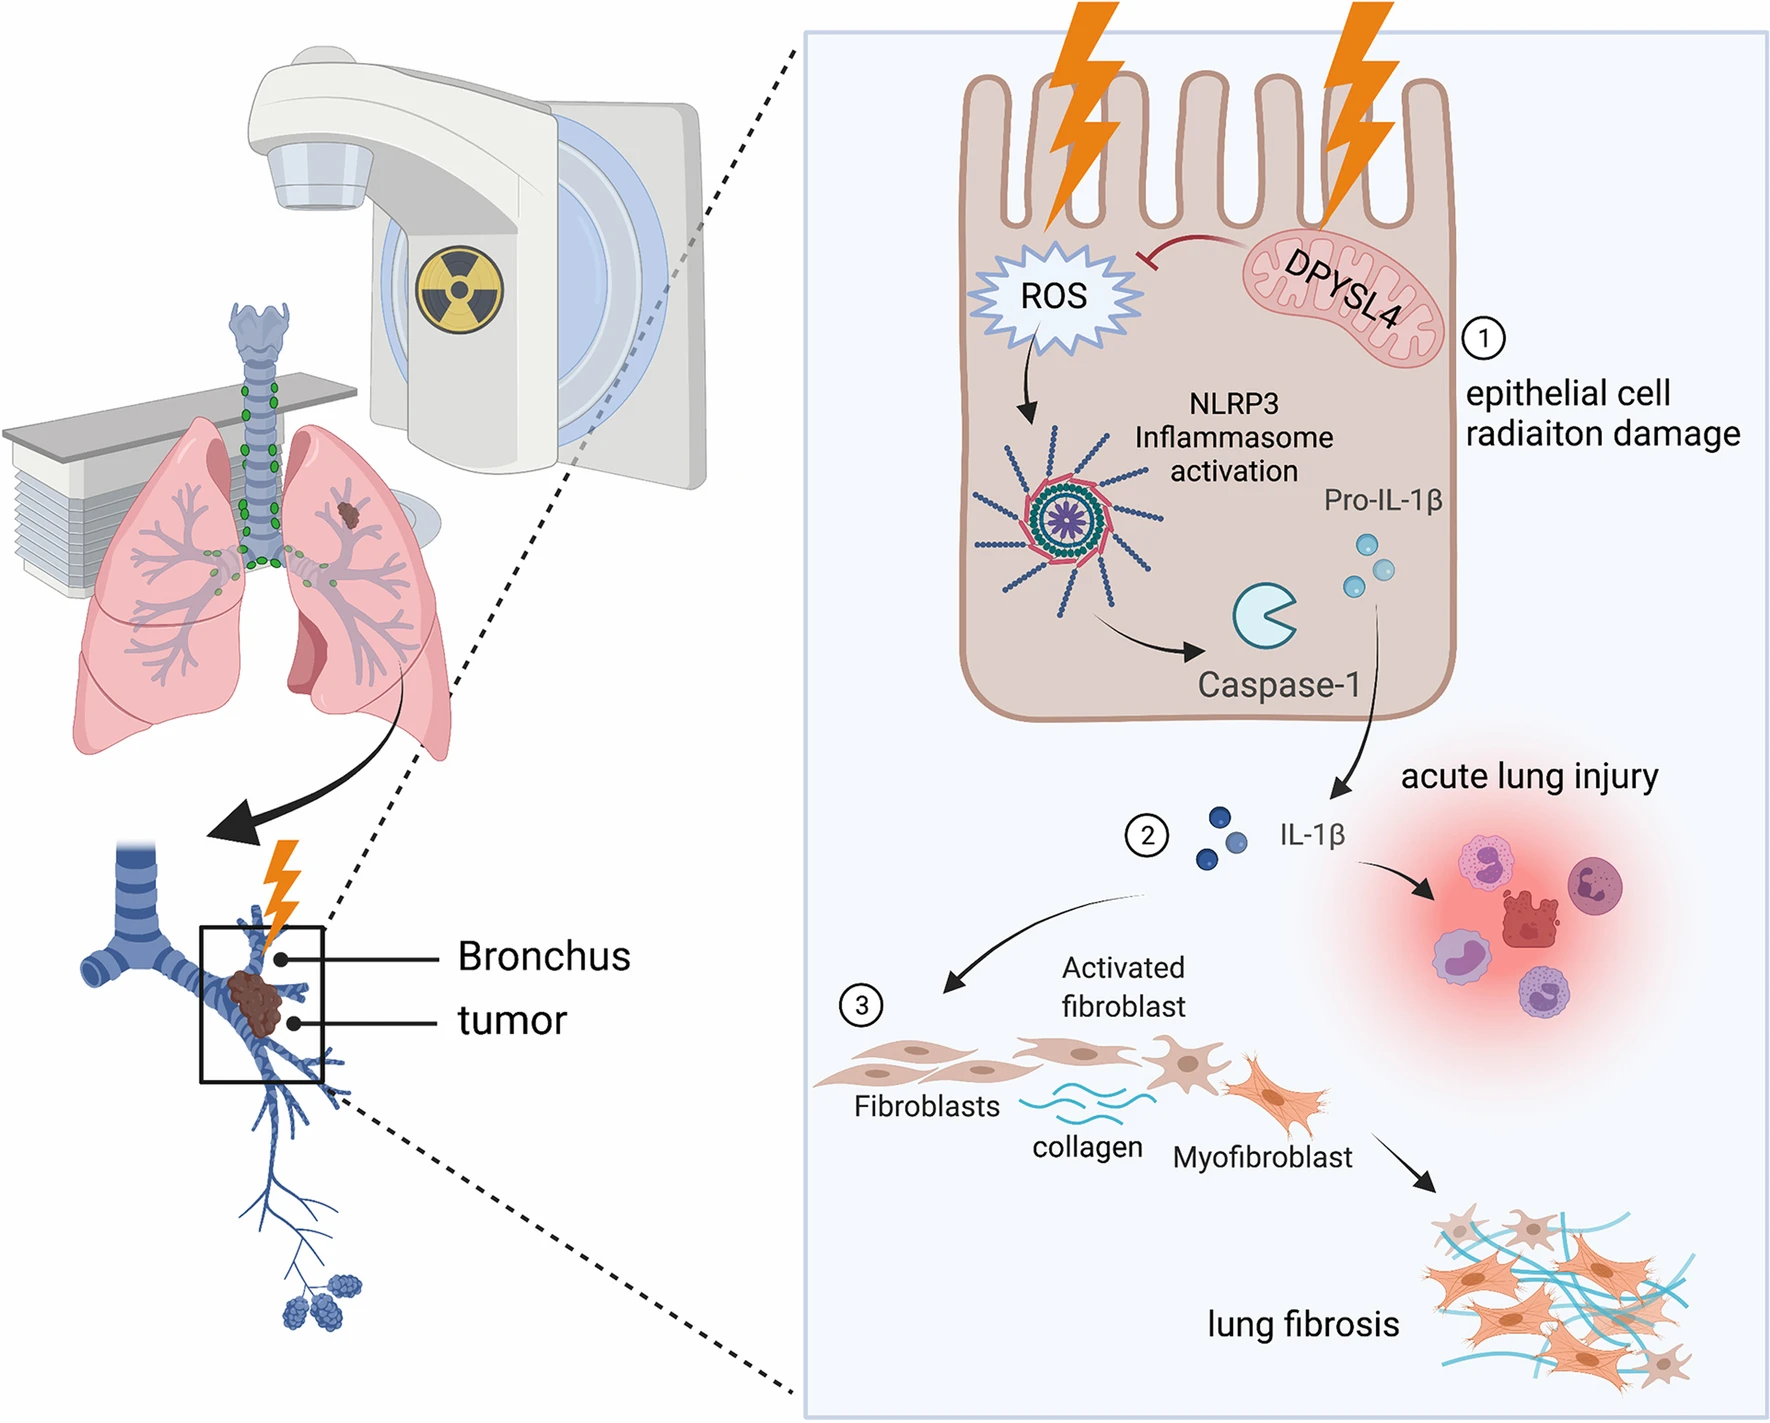 Bronchus
tumor
ROS
DPYSL4
1
epithelial cell
radiaiton damage
NLRP3
Inflammasome
activation
Pro-IL-1β
Caspase-1
acute lung injury
2
IL-1β
3
Activated
fibroblast
Fibroblasts
collagen
Myofibroblast
lung fibrosis